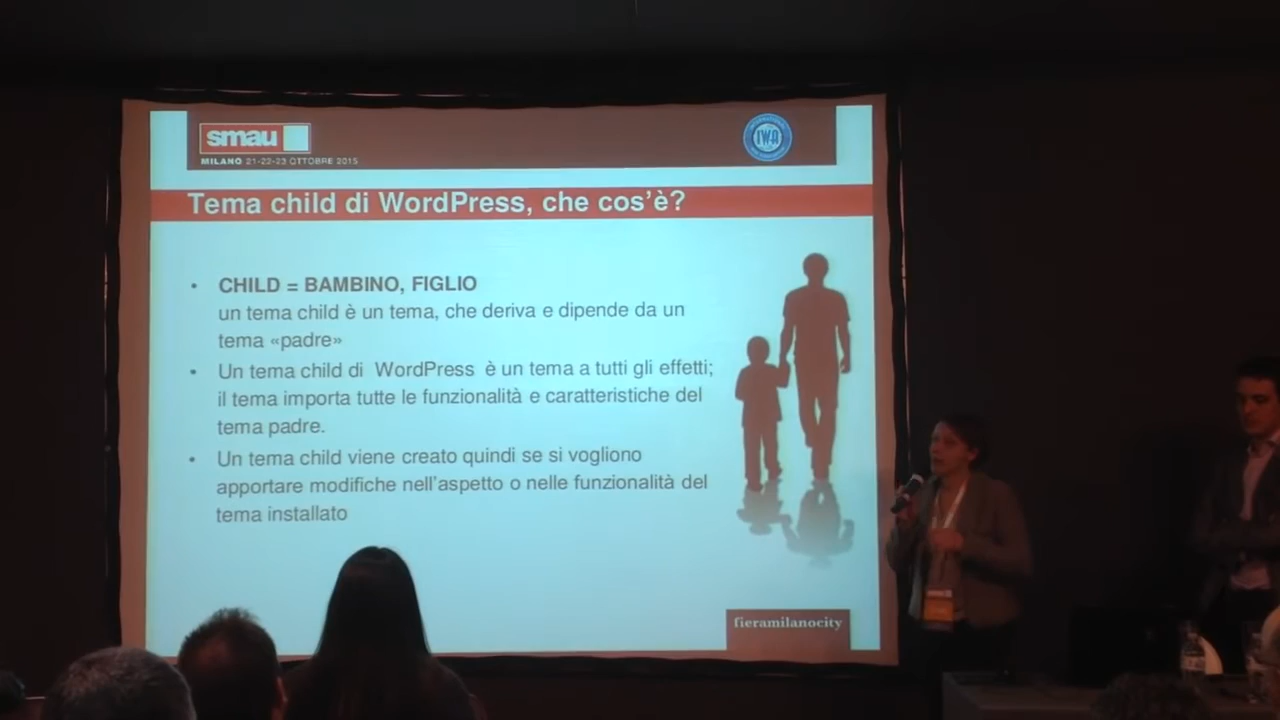 smau
MILANO 21-22-23 OTTOBRE 2015
IWA
Tema child di WordPress, che cos'è?
• CHILD = BAMBINO, FIGLIO
un tema child è un tema, che deriva e dipende da un
tema «padre»
• Un tema child di WordPress è un tema a tutti gli effetti;
il tema importa tutte le funzionalità e caratteristiche del
tema padre.
• Un tema child viene creato quindi se si vogliono
apportare modifiche nell'aspetto o nelle funzionalità del
tema installato
fieramilanocity